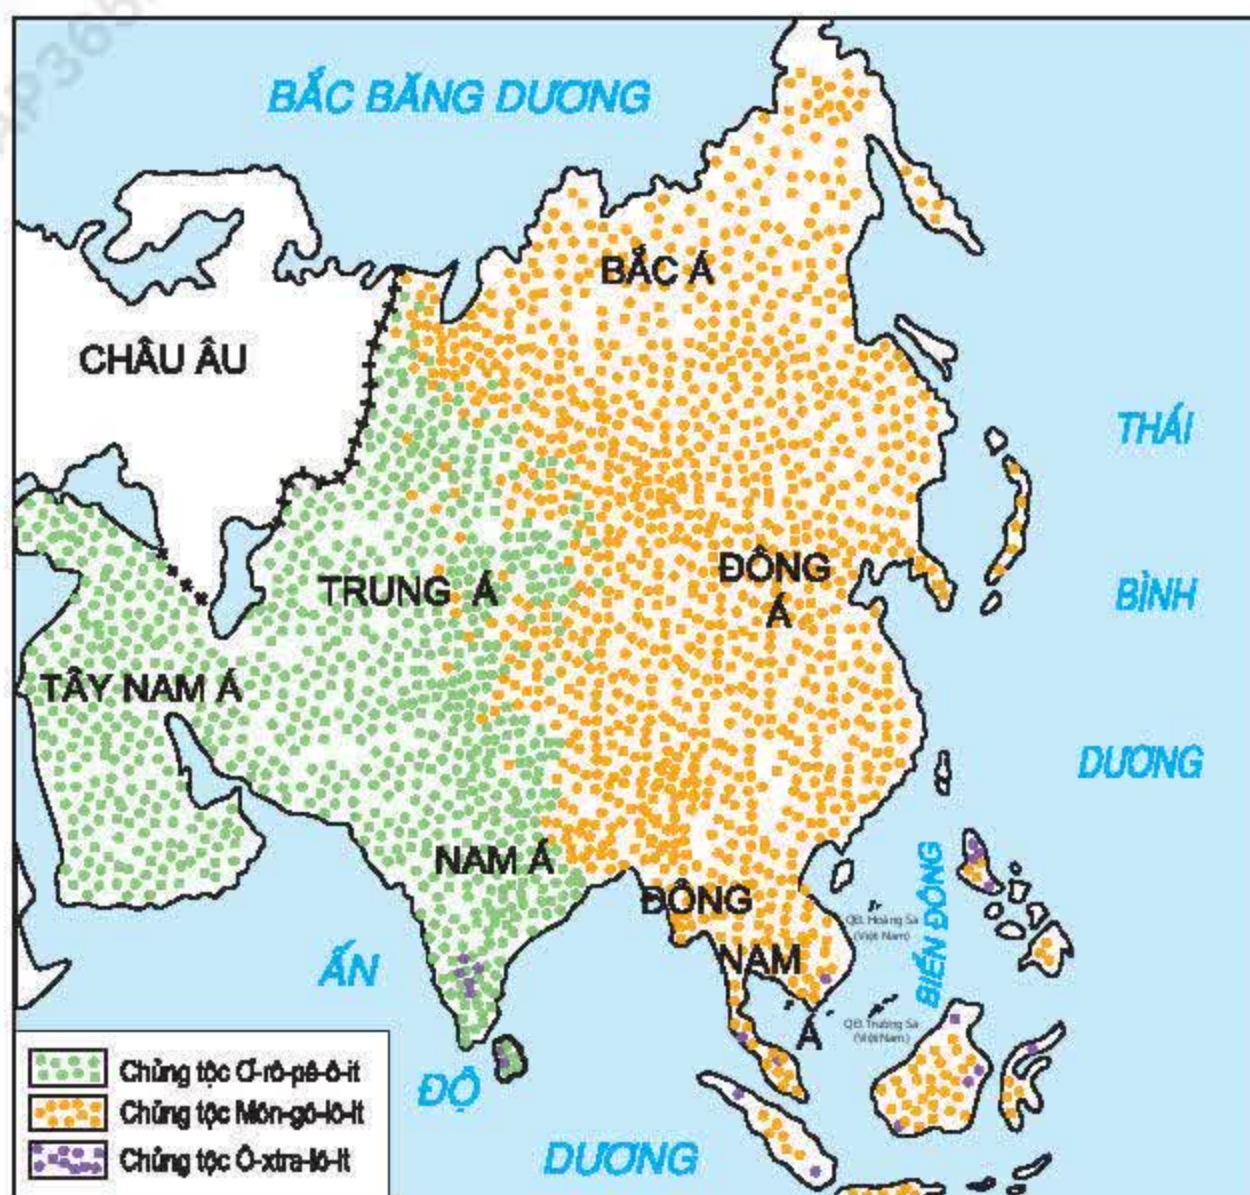 BẮC BĂNG DƯƠNG
BẮC Á
CHÂU ÂU
THÁI
ĐÔNG
Á
TRUNG Á
BÌNH
TÂY NAM Á
DƯƠNG
NAM Á
ĐÔNG
NAM
Á
BIỂN ĐÔNG
QĐ. Hoàng Sa
(Việt Nam)
QĐ. Trường Sa
(Việt Nam)
ẤN
ĐỘ
DƯƠNG
Chủng tộc Ơ-rô-pê-ô-it
Chủng tộc Môn-gô-lô-it
Chủng tộc Ô-xtra-lô-it